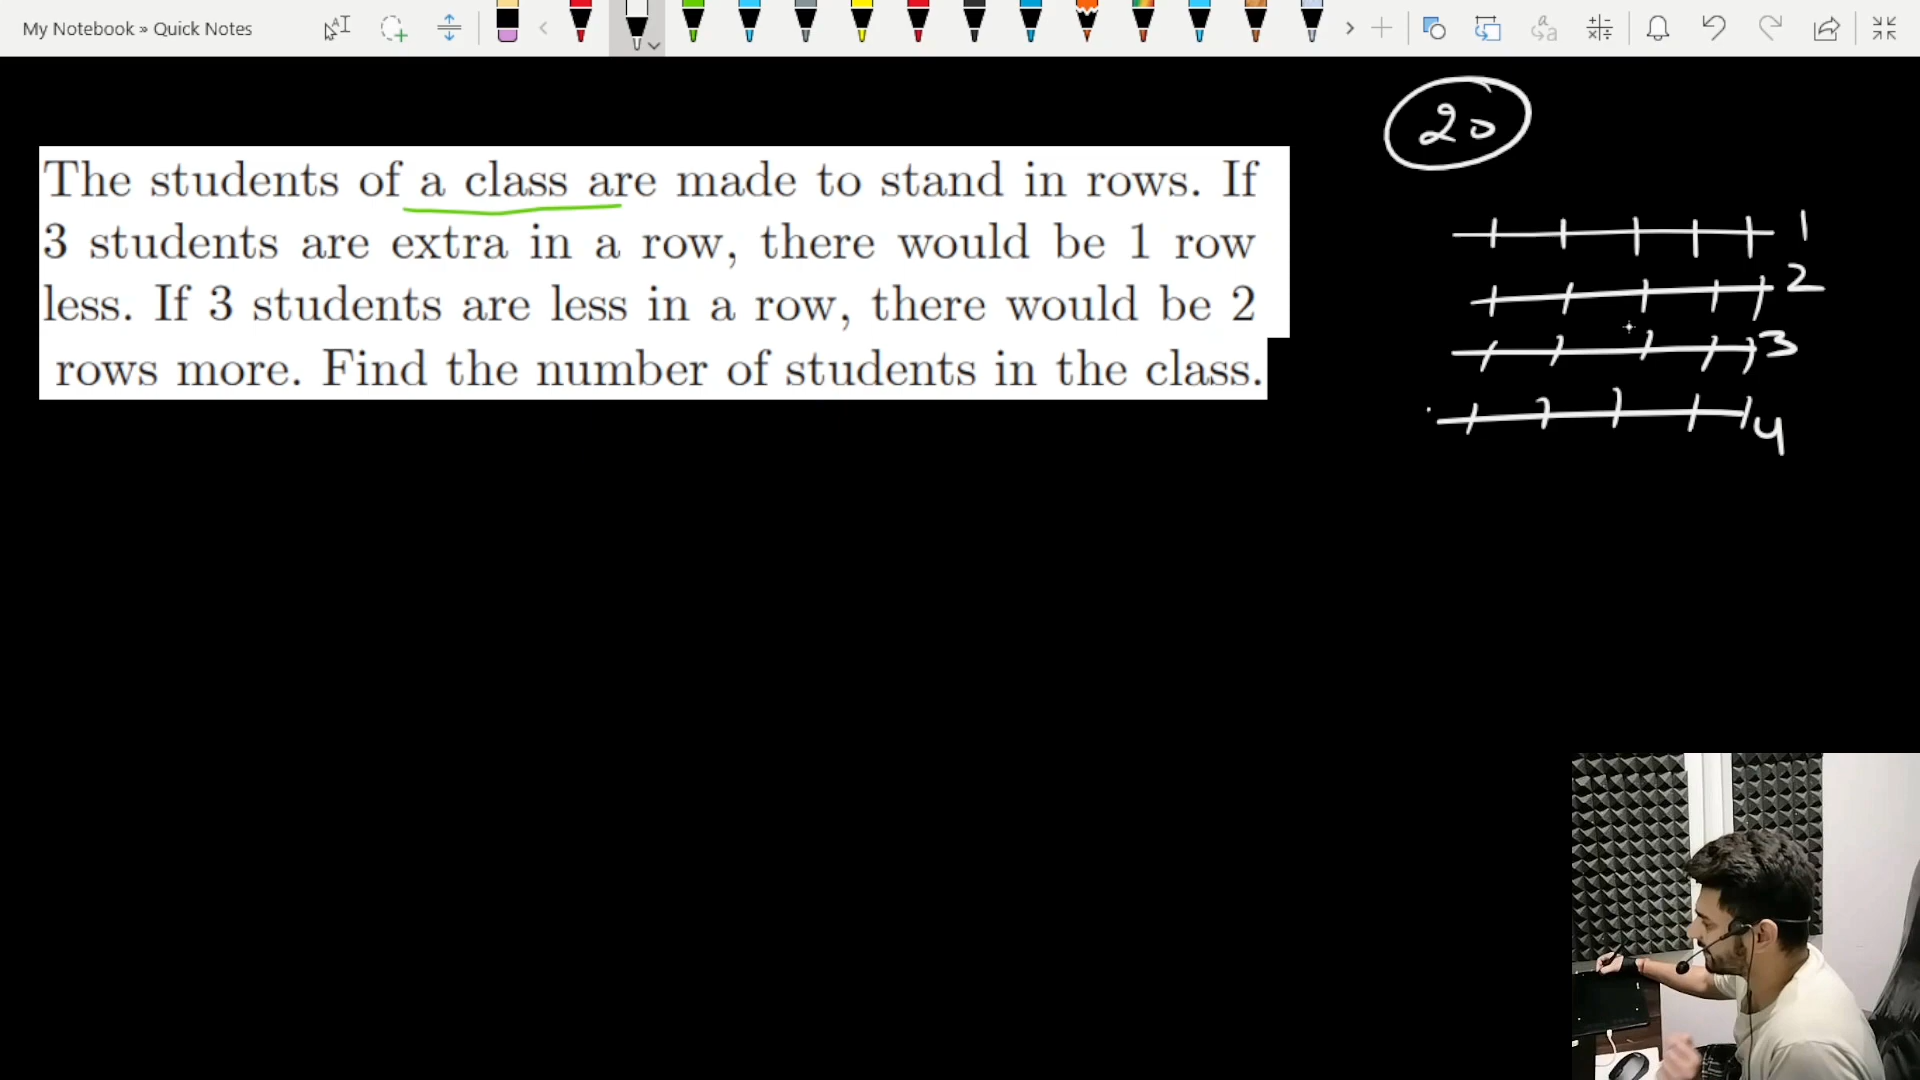 My Notebook » Quick Notes
20
The students of a class are made to stand in rows. If
3 students are extra in a row, there would be 1 row
less. If 3 students are less in a row, there would be 2
rows more. Find the number of students in the class.
1
2
3
4